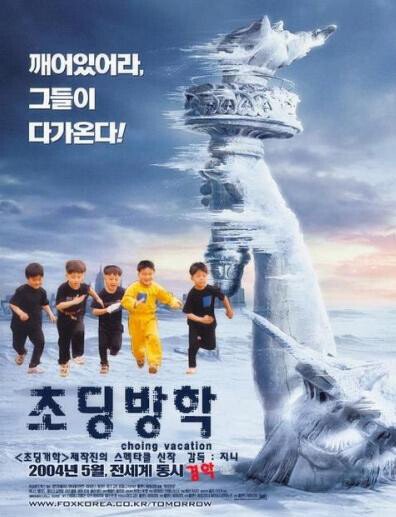 깨어있어라,
그들이
다가온다!
초딩방학
choing vacation
<초딩개학>제작진의 스펙타클 신작 감독 : 지니
2004년 5월, 전세계 동시 경악
WWW.FOXKOREA.CO.KR/TOMORROW